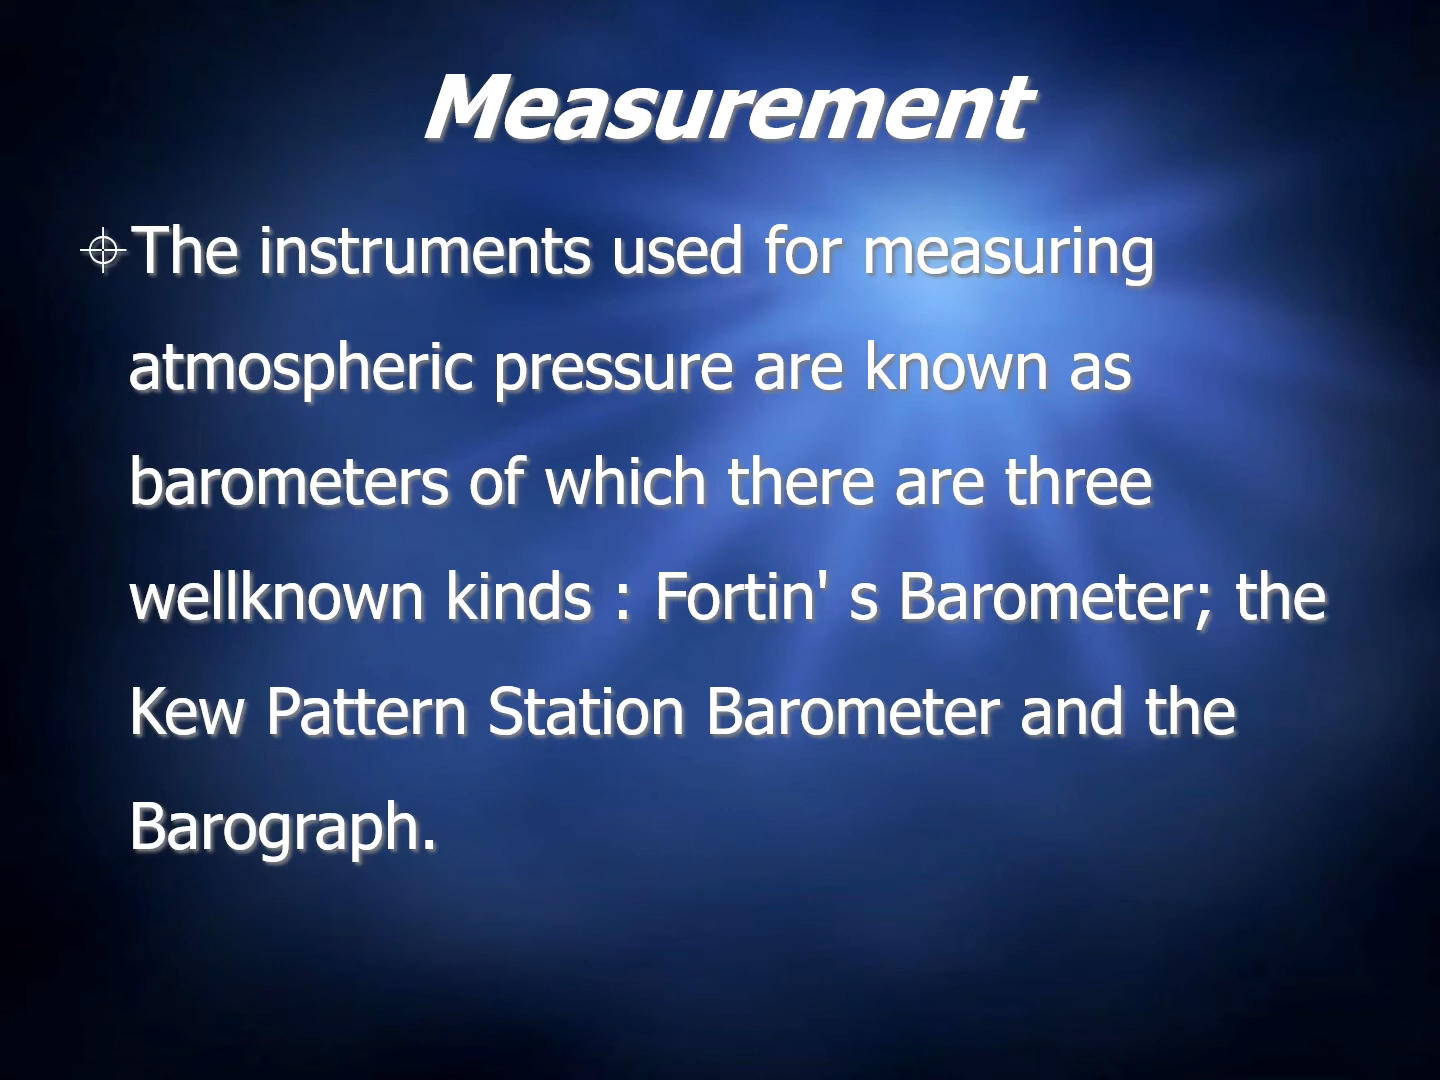 Measurement
The instruments used for measuring
atmospheric pressure are known as
barometers of which there are three
wellknown kinds : Fortin' s Barometer; the
Kew Pattern Station Barometer and the
Barograph.